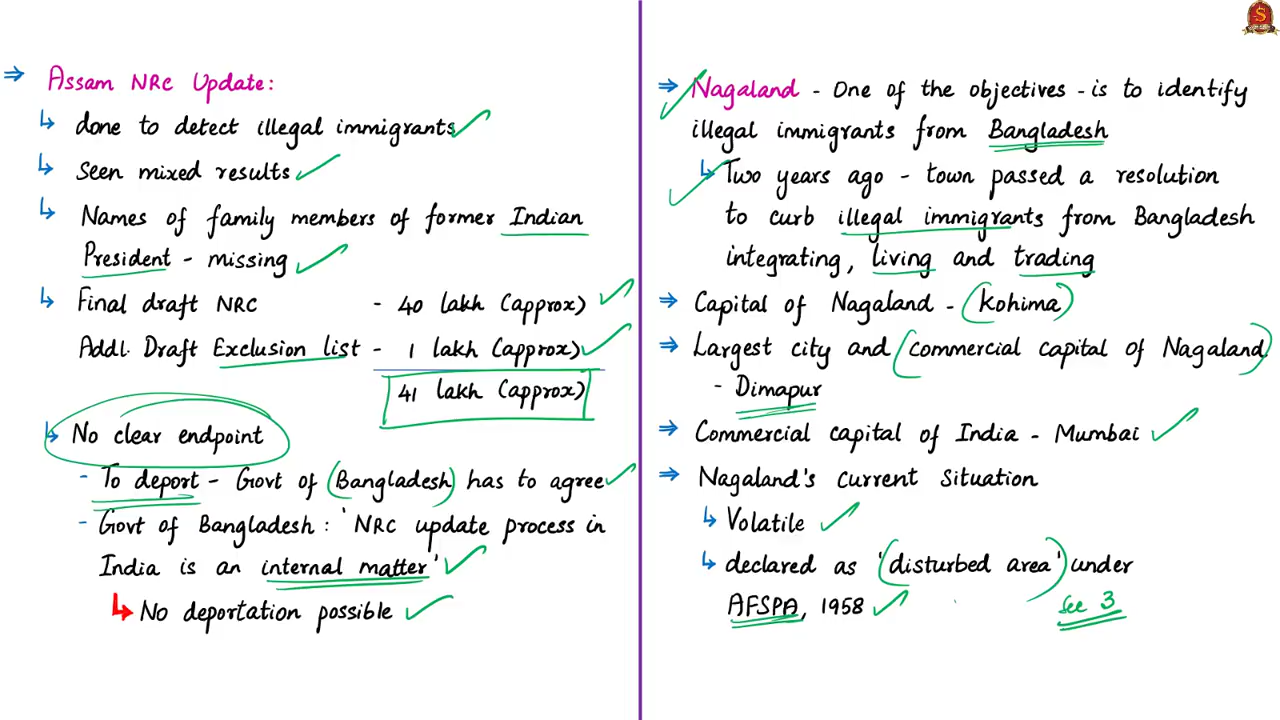 ⇒ Assam NRC Update:
↳ done to detect illegal immigrants ✓
↳ Seen mixed results ✓
↳ Names of family members of former Indian
President - missing ✓
↳ Final draft NRC - 40 lakh (approx) ✓
Addl. Draft Exclusion list - 1 lakh (approx) ✓
41 lakh (approx)
↳ No clear endpoint
- To deport - Govt of (Bangladesh) has to agree ✓
- Govt of Bangladesh: 'NRC update process in
India is an internal matter' ✓
↳ No deportation possible ✓
⇒ Nagaland - One of the objectives - is to identify
illegal immigrants from Bangladesh
↳ Two years ago - town passed a resolution
to curb illegal immigrants from Bangladesh
integrating, living and trading
⇒ Capital of Nagaland - (Kohima)
⇒ Largest city and (commercial capital of Nagaland)
- Dimapur
⇒ Commercial capital of India - Mumbai ✓
⇒ Nagaland's current situation
↳ Volatile ✓
↳ declared as '(disturbed area)' under
AFSPA, 1958 ✓ Sec 3
S